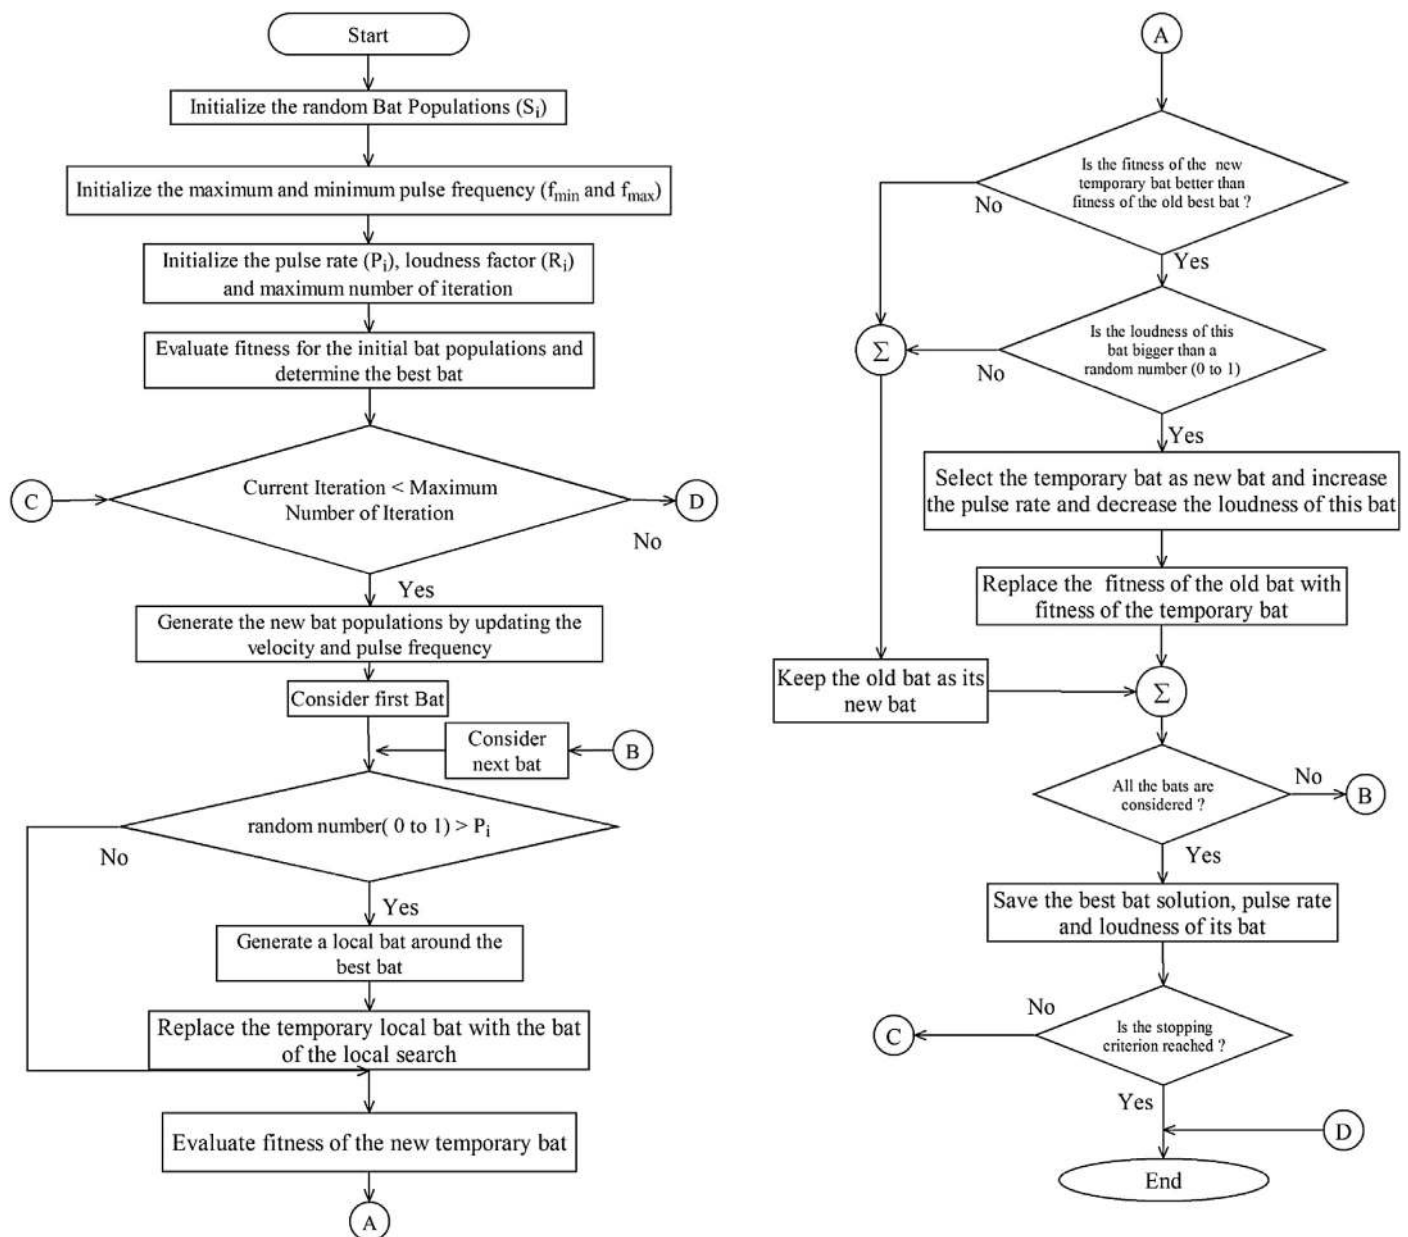 Start
Initialize the random Bat Populations (Si)
Initialize the maximum and minimum pulse frequency (fmin and fmax)
Initialize the pulse rate (Pi), loudness factor (Ri)
and maximum number of iteration
Evaluate fitness for the initial bat populations and
determine the best bat
C
Current Iteration < Maximum
Number of Iteration
D
No
Yes
Generate the new bat populations by updating the
velocity and pulse frequency
Consider first Bat
Consider
next bat
B
random number( 0 to 1) > Pi
No
Yes
Generate a local bat around the
best bat
Replace the temporary local bat with the bat
of the local search
Evaluate fitness of the new temporary bat
A
A
Is the fitness of the new
temporary bat better than
fitness of the old best bat ?
No
Yes
Is the loudness of this
bat bigger than a
random number (0 to 1)
Σ
No
Yes
Select the temporary bat as new bat and increase
the pulse rate and decrease the loudness of this bat
Replace the fitness of the old bat with
fitness of the temporary bat
Keep the old bat as its
new bat
Σ
All the bats are
considered ?
No
B
Yes
Save the best bat solution, pulse rate
and loudness of its bat
No
C
Is the stopping
criterion reached ?
Yes
D
End